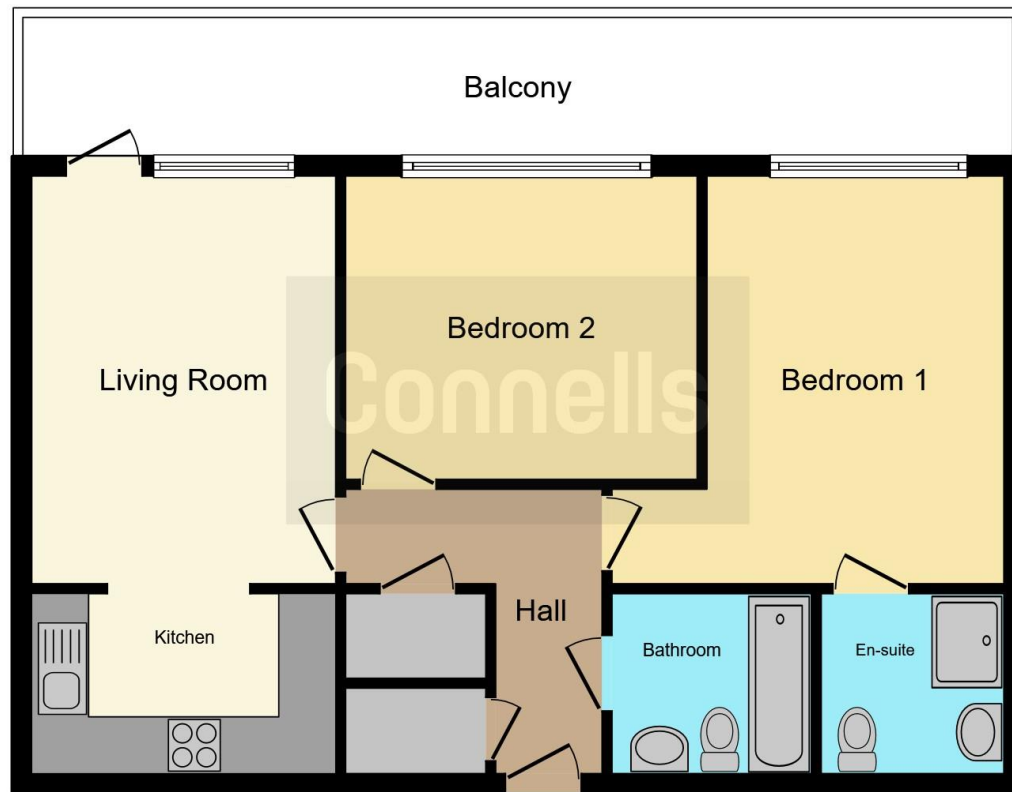 Balcony
Bedroom 2
Living Room
Bedroom 1
Connells
Hall
Kitchen
Bathroom
En-suite